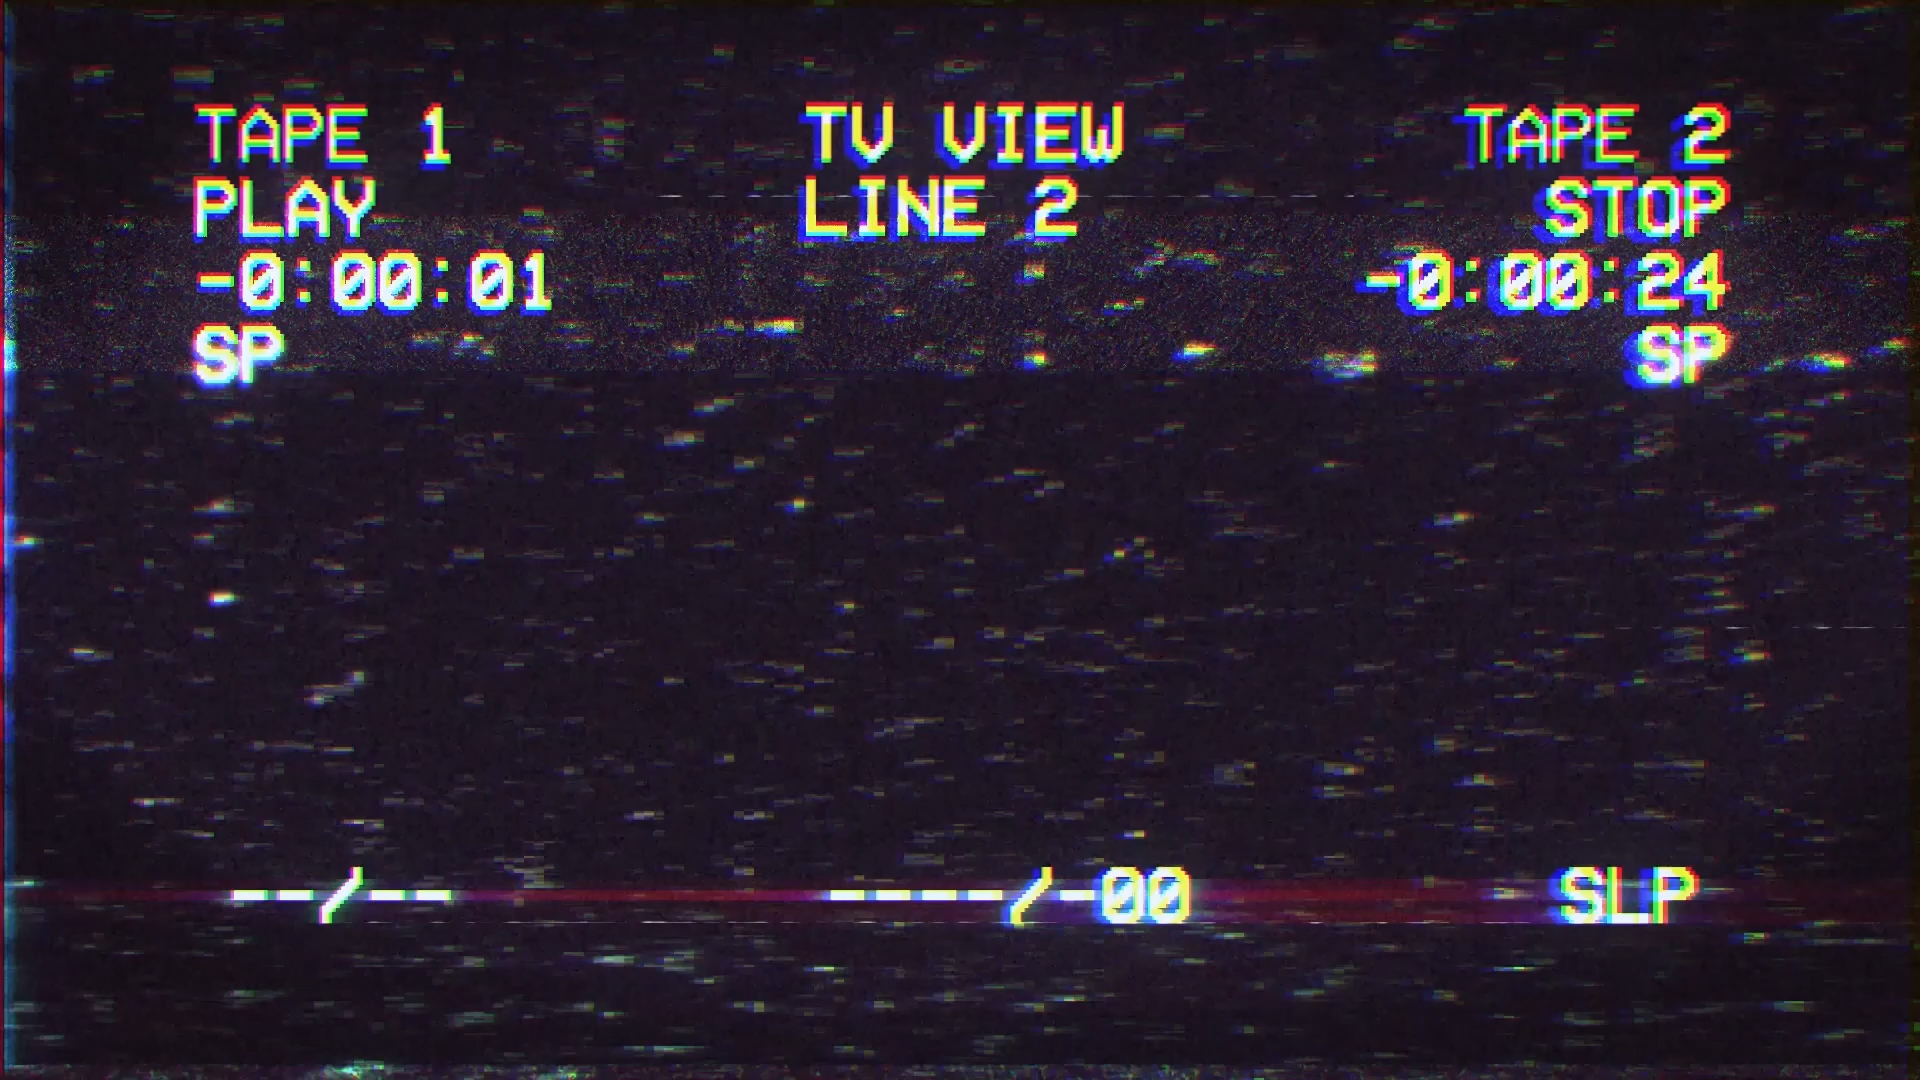 TAPE 1
PLAY
-0:00:01
SP
TV VIEW
LINE 2
TAPE 2
STOP
-0:00:24
SP
--/-- ----/-00 SLP